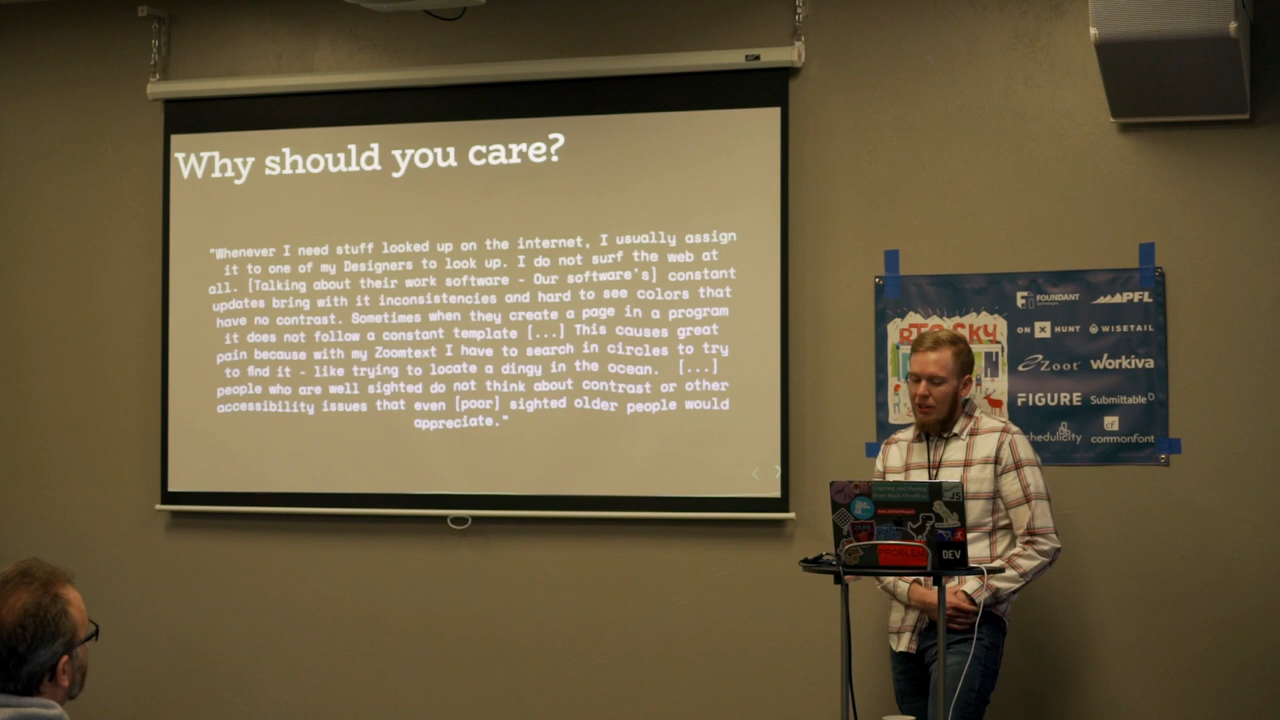 Why should you care?
"Whenever I need stuff looked up on the internet, I usually assign
it to one of my Designers to look up. I do not surf the web at
all. [Talking about their work software - Our software's] constant
updates bring with it inconsistencies and hard to see colors that
have no contrast. Sometimes when they create a page in a program
it does not follow a constant template [...] This causes great
pain because with my Zoomtext I have to search in circles to try
to find it - like trying to locate a dingy in the ocean. [...]
people who are well sighted do not think about contrast or other
accessibility issues that even [poor] sighted older people would
appreciate."
FOUNDANT
PFL
ON X HUNT
WISETAIL
Zoot
workiva
FIGURE
Submittable
chedulicity
cf
commonFont
JS
PROBLEM
DEV